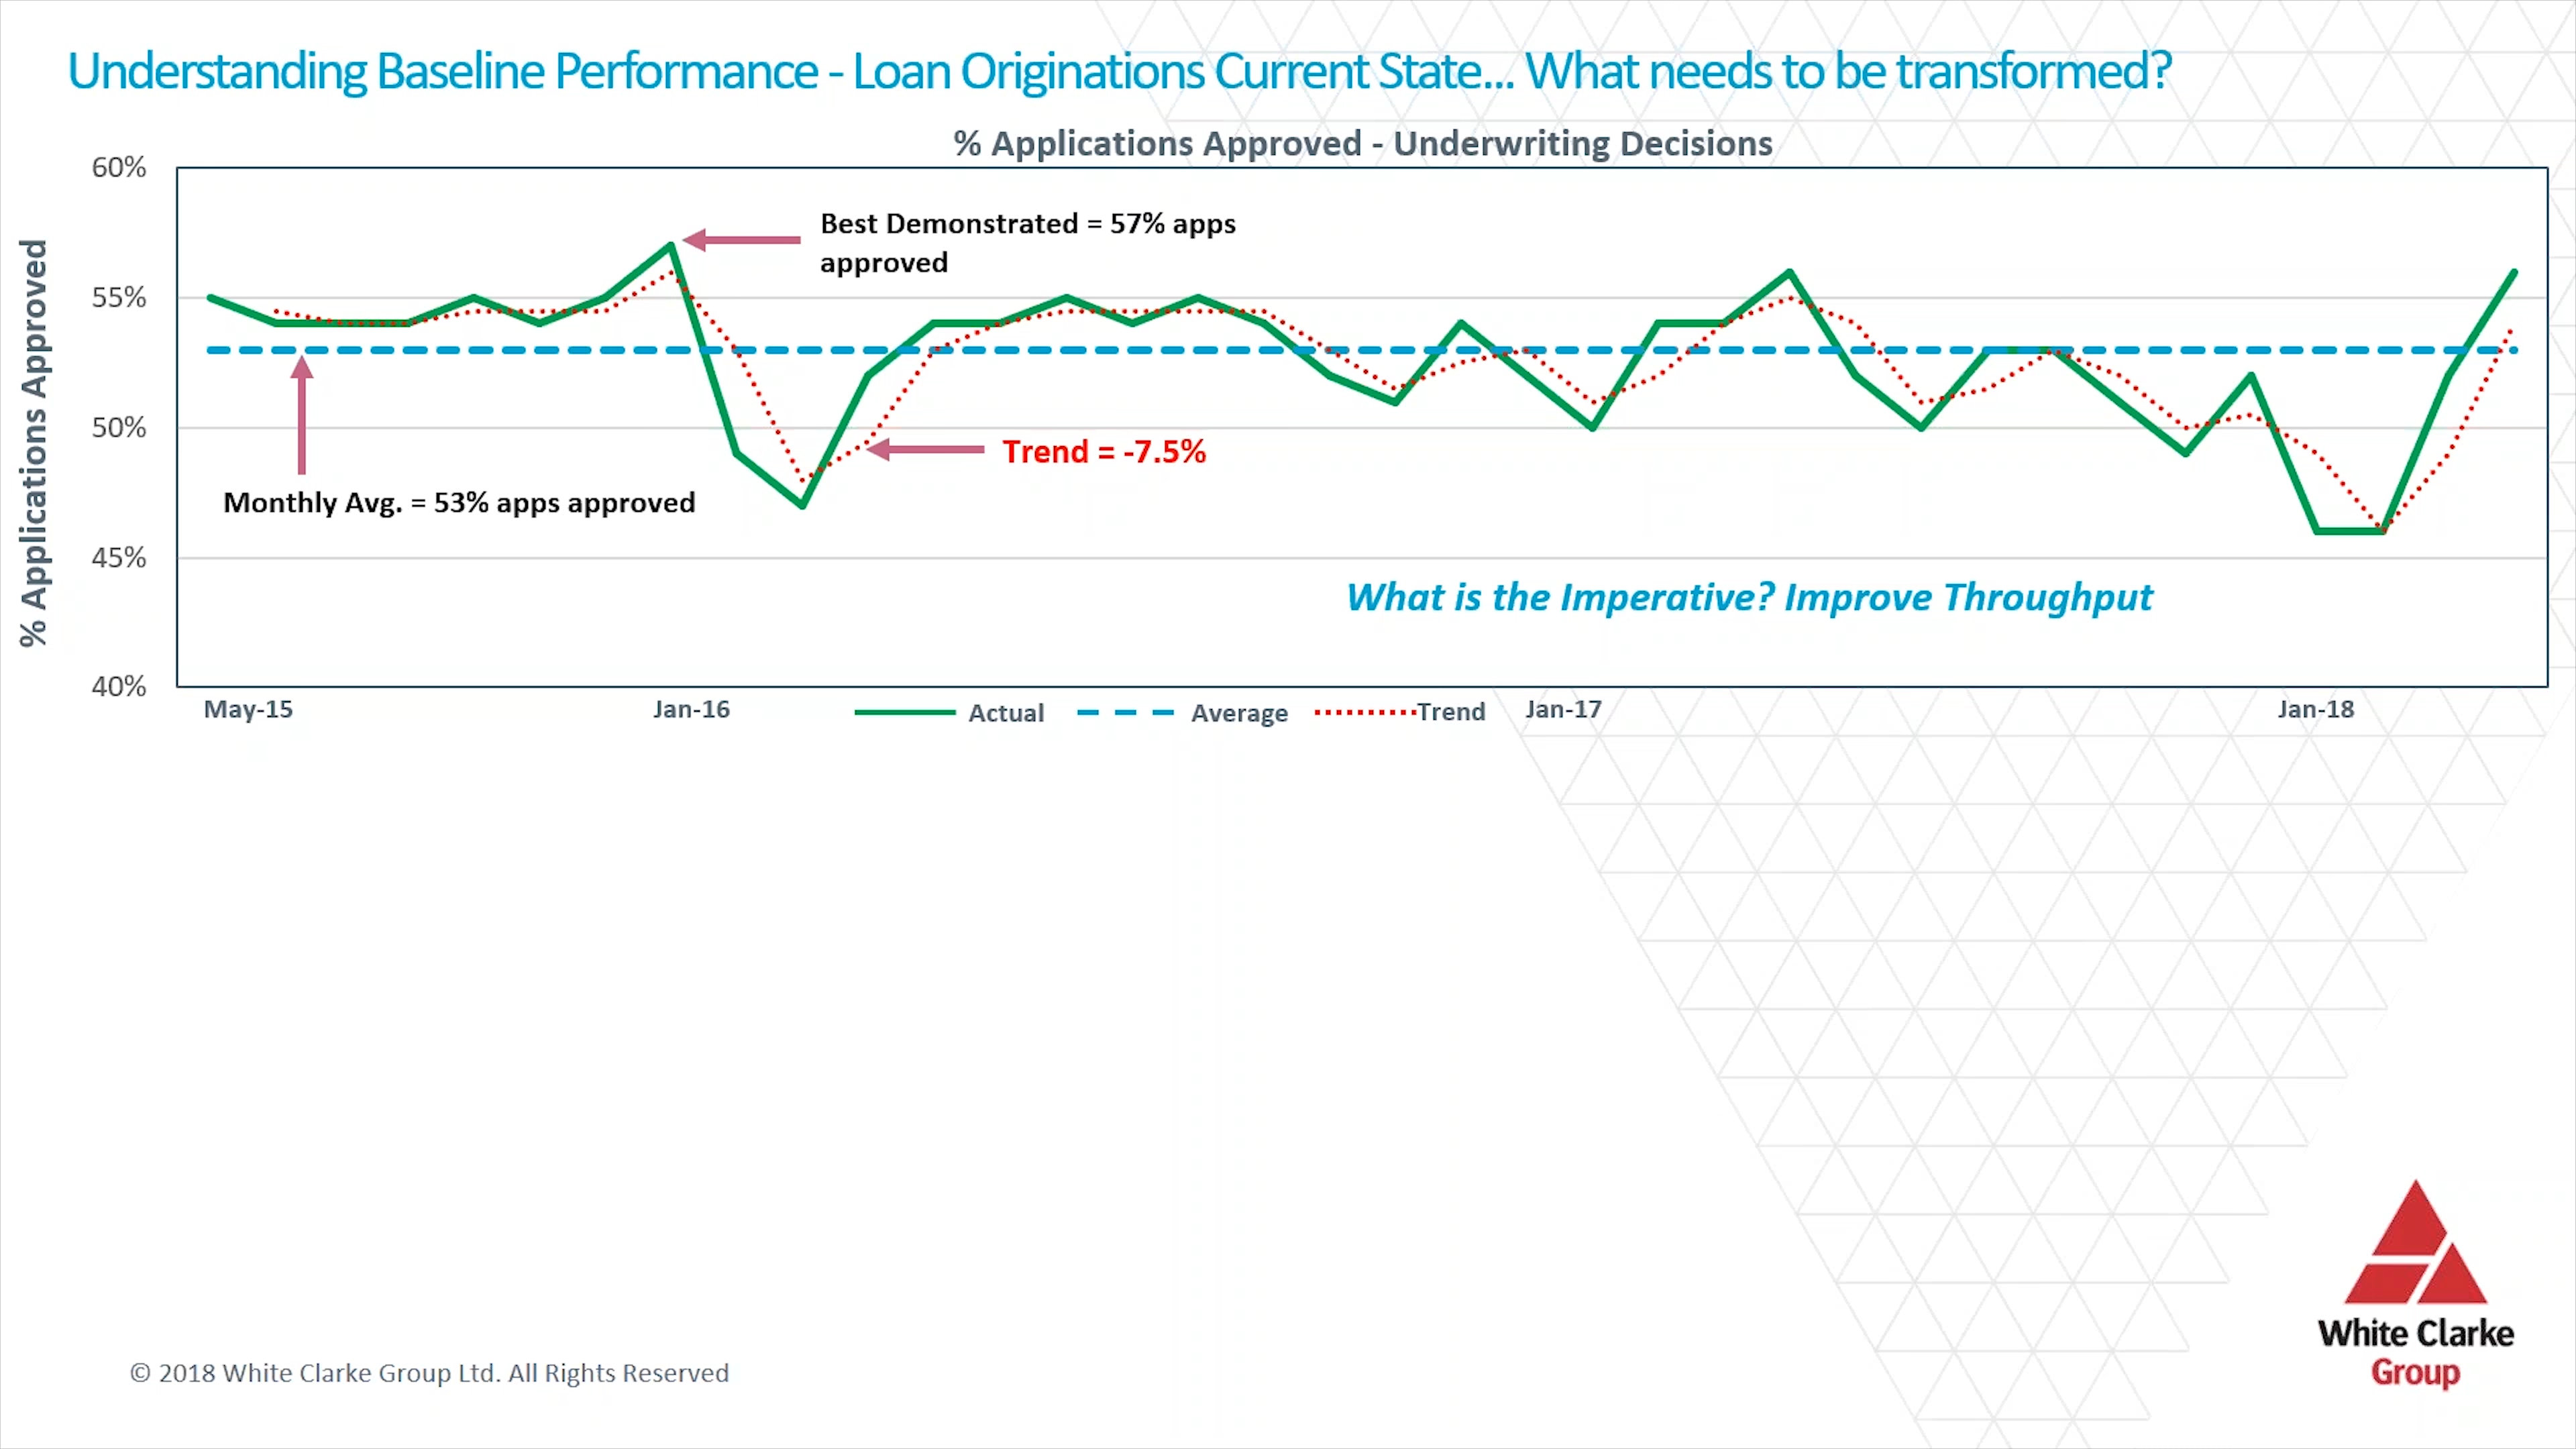 Understanding Baseline Performance - Loan Originations Current State... What needs to be transformed?
% Applications Approved - Underwriting Decisions
% Applications Approved
60%
55%
50%
45%
40%
Best Demonstrated = 57% apps
approved
Trend = -7.5%
Monthly Avg. = 53% apps approved
What is the Imperative? Improve Throughput
May-15
Jan-16
Actual
Average
Trend
Jan-17
Jan-18
© 2018 White Clarke Group Ltd. All Rights Reserved
White Clarke
Group